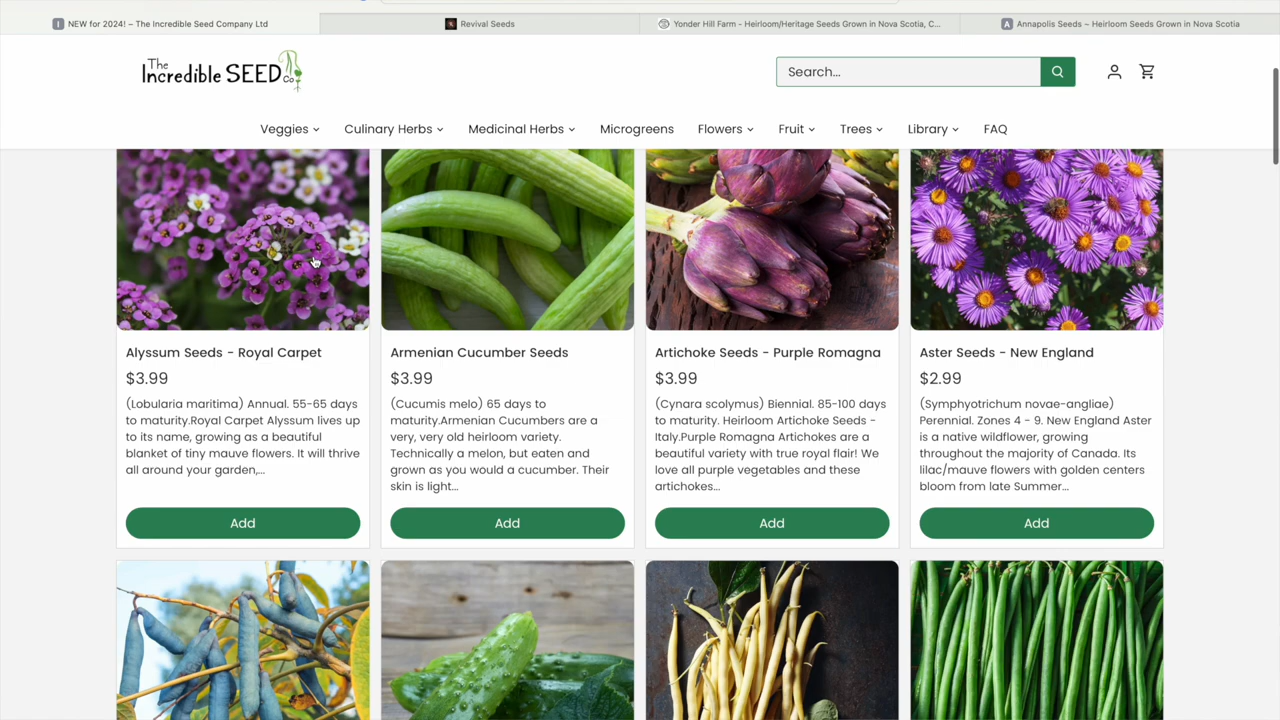 NEW for 2024! – The Incredible Seed Company Ltd
Revival Seeds
Yonder Hill Farm - Heirloom/Heritage Seeds Grown in Nova Scotia, C...
A Annapolis Seeds ~ Heirloom Seeds Grown in Nova Scotia
The
Incredible SEED Co
Search...
Veggies
Culinary Herbs
Medicinal Herbs
Microgreens
Flowers
Fruit
Trees
Library
FAQ
Alyssum Seeds - Royal Carpet
$3.99
(Lobularia maritima) Annual. 55-65 days
to maturity.Royal Carpet Alyssum lives up
to its name, growing as a beautiful
blanket of tiny mauve flowers. It will thrive
all around your garden,...
Add
Armenian Cucumber Seeds
$3.99
(Cucumis melo) 65 days to
maturity.Armenian Cucumbers are a
very, very old heirloom variety.
Technically a melon, but eaten and
grown as you would a cucumber. Their
skin is light...
Add
Artichoke Seeds - Purple Romagna
$3.99
(Cynara scolymus) Biennial. 85-100 days
to maturity. Heirloom Artichoke Seeds -
Italy.Purple Romagna Artichokes are a
beautiful variety with true royal flair! We
love all purple vegetables and these
artichokes...
Add
Aster Seeds - New England
$2.99
(Symphyotrichum novae-angliae)
Perennial. Zones 4 - 9. New England Aster
is a native wildflower, growing
throughout the majority of Canada. Its
lilac/mauve flowers with golden centers
bloom from late Summer...
Add